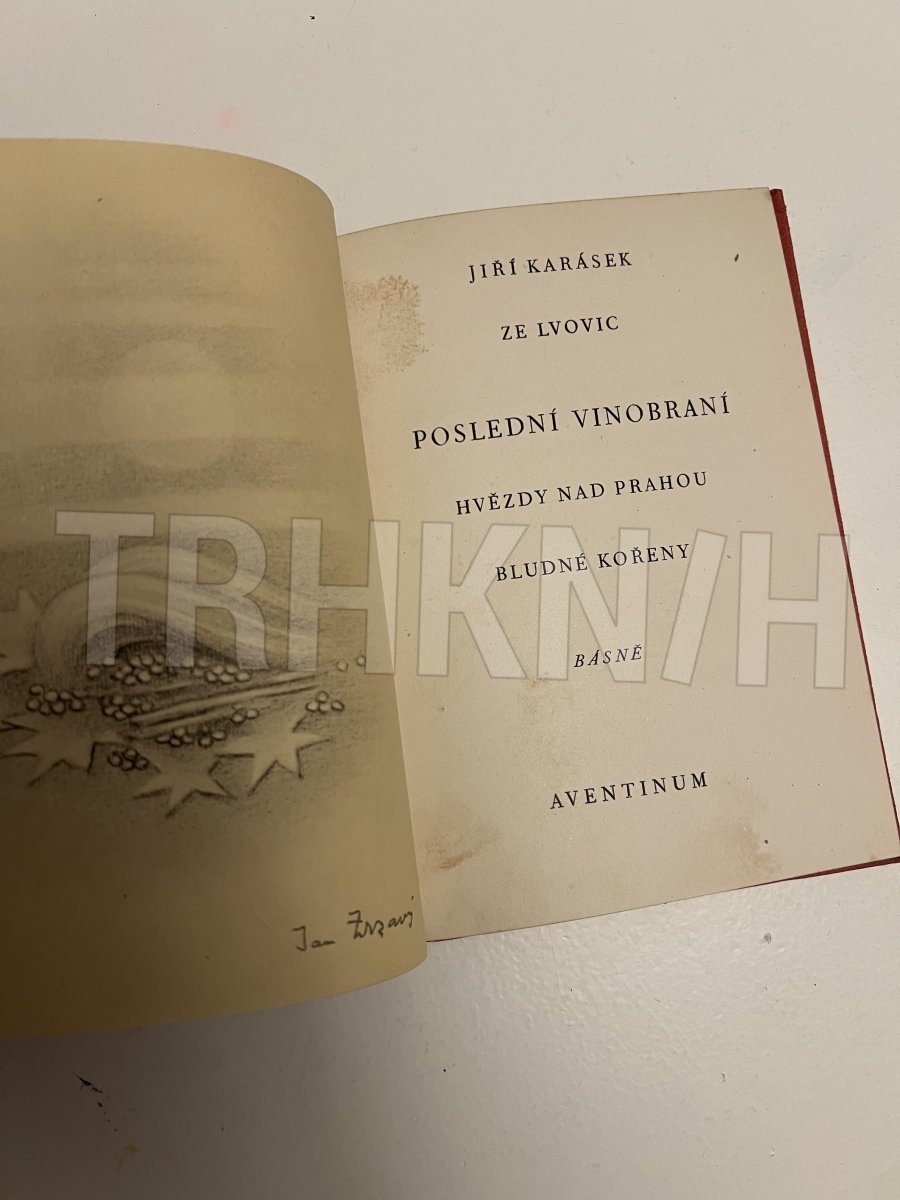 JIŘÍ KARÁSEK
ZE LVOVIC
POSLEDNÍ VINOBRANÍ
HVĚZDY NAD PRAHOU
BLUDNÉ KOŘENY
BÁSNĚ
AVENTINUM
Jan Zrzavý
TRHKNIH